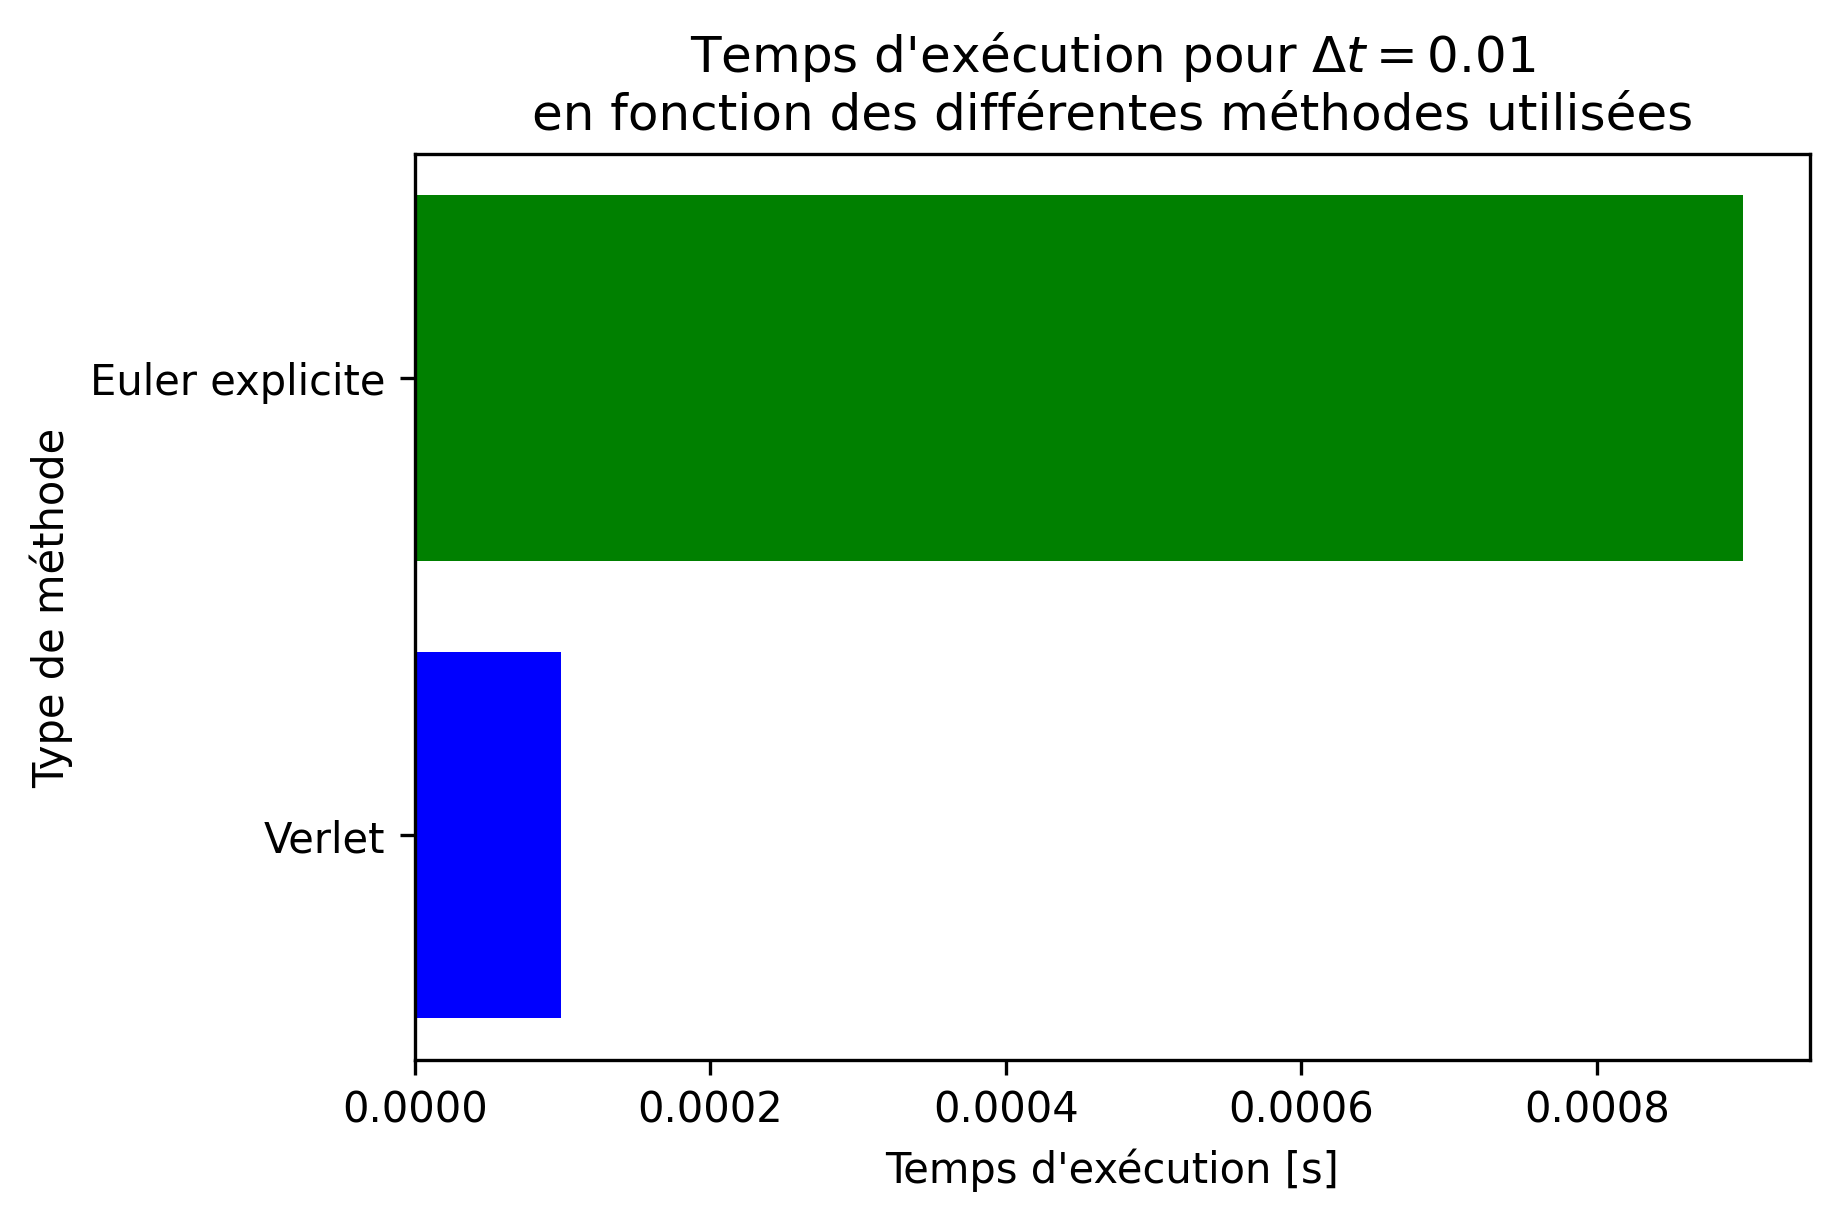 Temps d'exécution pour Δt = 0.01
en fonction des différentes méthodes utilisées
Type de méthode
Euler explicite
Verlet
0.0000 0.0002 0.0004 0.0006 0.0008
Temps d'exécution [s]